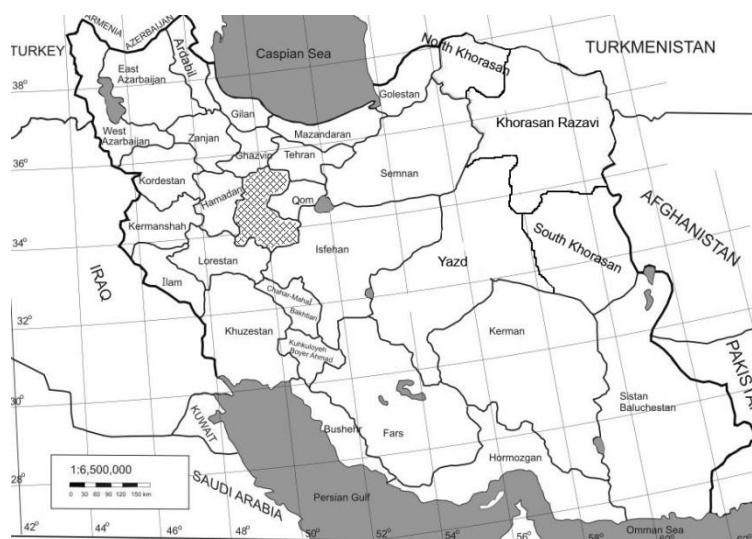 ARMENIA
AZERBAIJAN
TURKEY
Caspian Sea
TURKMENISTAN
North Khorasan
Ardabil
East
Azarbaijan
38°
Golestan
Gilan
Mazandaran
Khorasan Razavi
West
Azarbaijan
Zanjan
Ghazvin
Tehran
36°
Semnan
Kordestan
Hamadan
Qom
AFGHANISTAN
Kermanshah
34°
Isfehan
Yazd
South Khorasan
Lorestan
IRAQ
Ilam
Chahar-Mahal
Bakhtiari
32°
Khuzestan
Kerman
Kuhkuloyeh
Boyer Ahmad
PAKISTAN
Sistan
Baluchestan
30°
KUWAIT
Bushehr
Fars
Hormozgan
1:6,500,000
0 30 60 90 120 150 km
28°
SAUDI ARABIA
Persian Gulf
Omman Sea
42° 44° 46° 48° 50° 52° 54° 56° 58° 60°